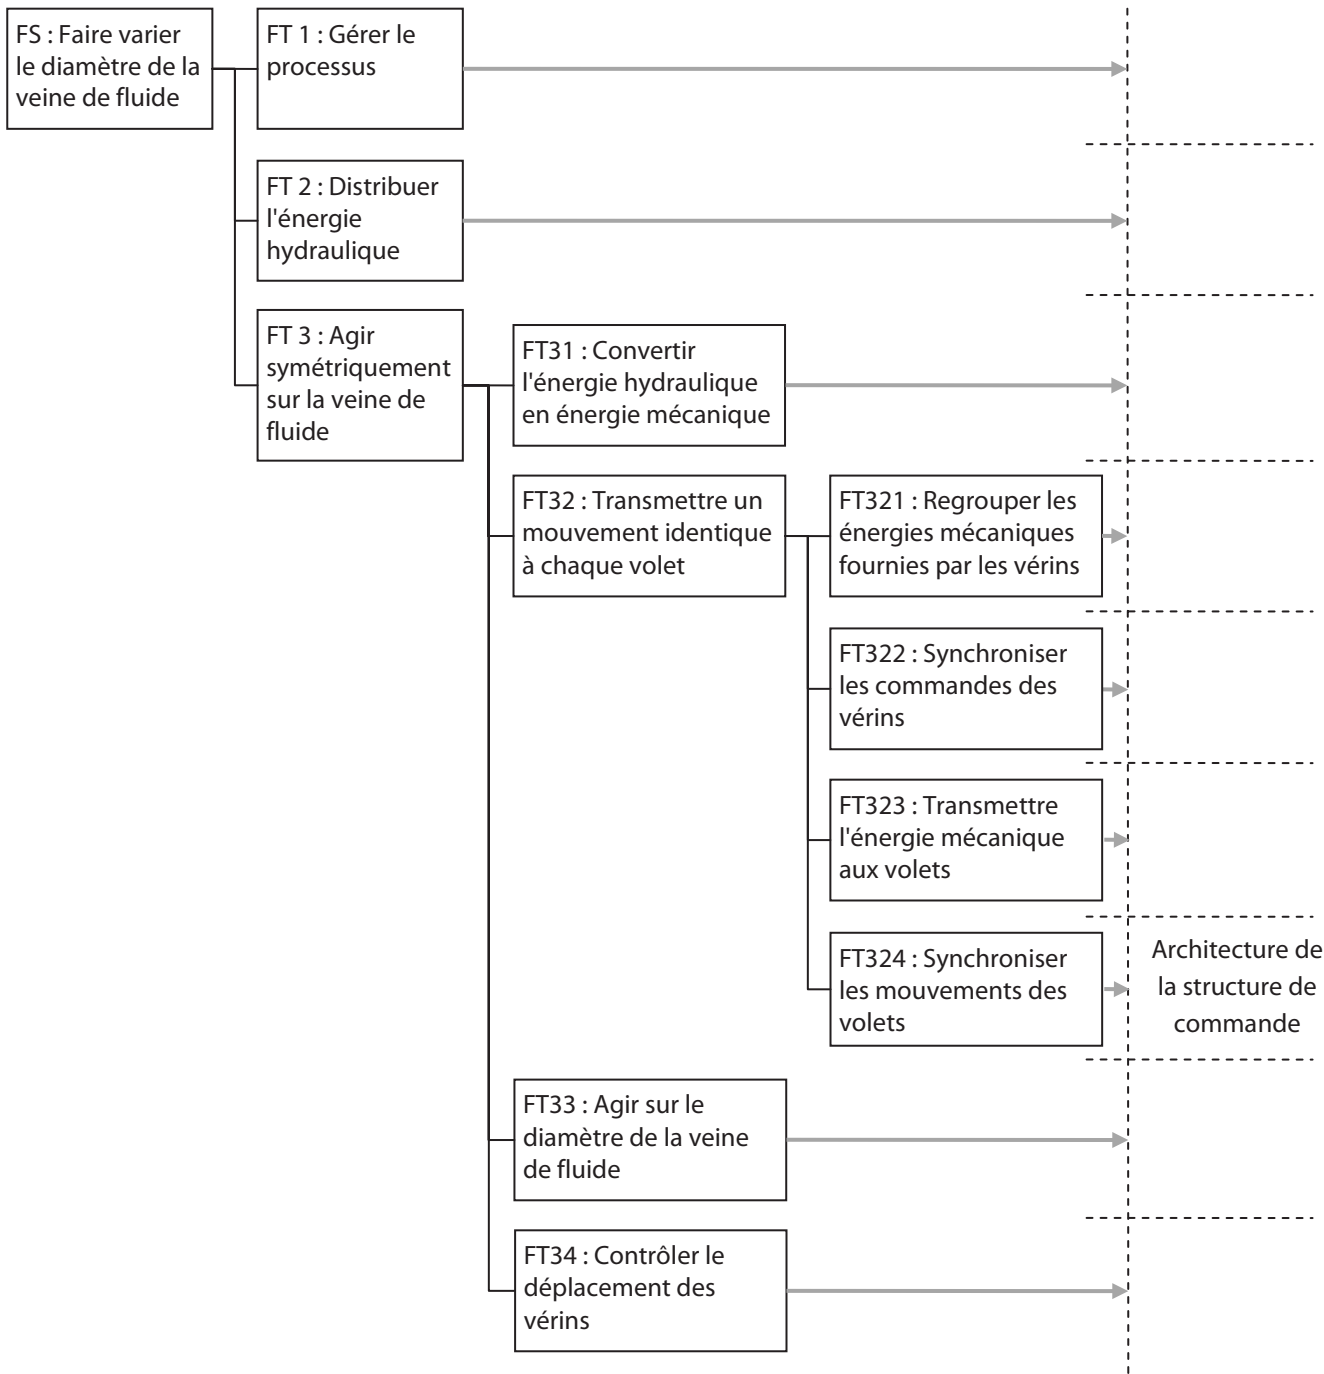 FS : Faire varier
le diamètre de la
veine de fluide
FT 1 : Gérer le
processus
FT 2 : Distribuer
l'énergie
hydraulique
FT 3 : Agir
symétriquement
sur la veine de
fluide
FT31 : Convertir
l'énergie hydraulique
en énergie mécanique
FT32 : Transmettre un
mouvement identique
à chaque volet
FT321 : Regrouper les
énergies mécaniques
fournies par les vérins
FT322 : Synchroniser
les commandes des
vérins
FT323 : Transmettre
l'énergie mécanique
aux volets
FT324 : Synchroniser
les mouvements des
volets
Architecture de
la structure de
commande
FT33 : Agir sur le
diamètre de la veine
de fluide
FT34 : Contrôler le
déplacement des
vérins